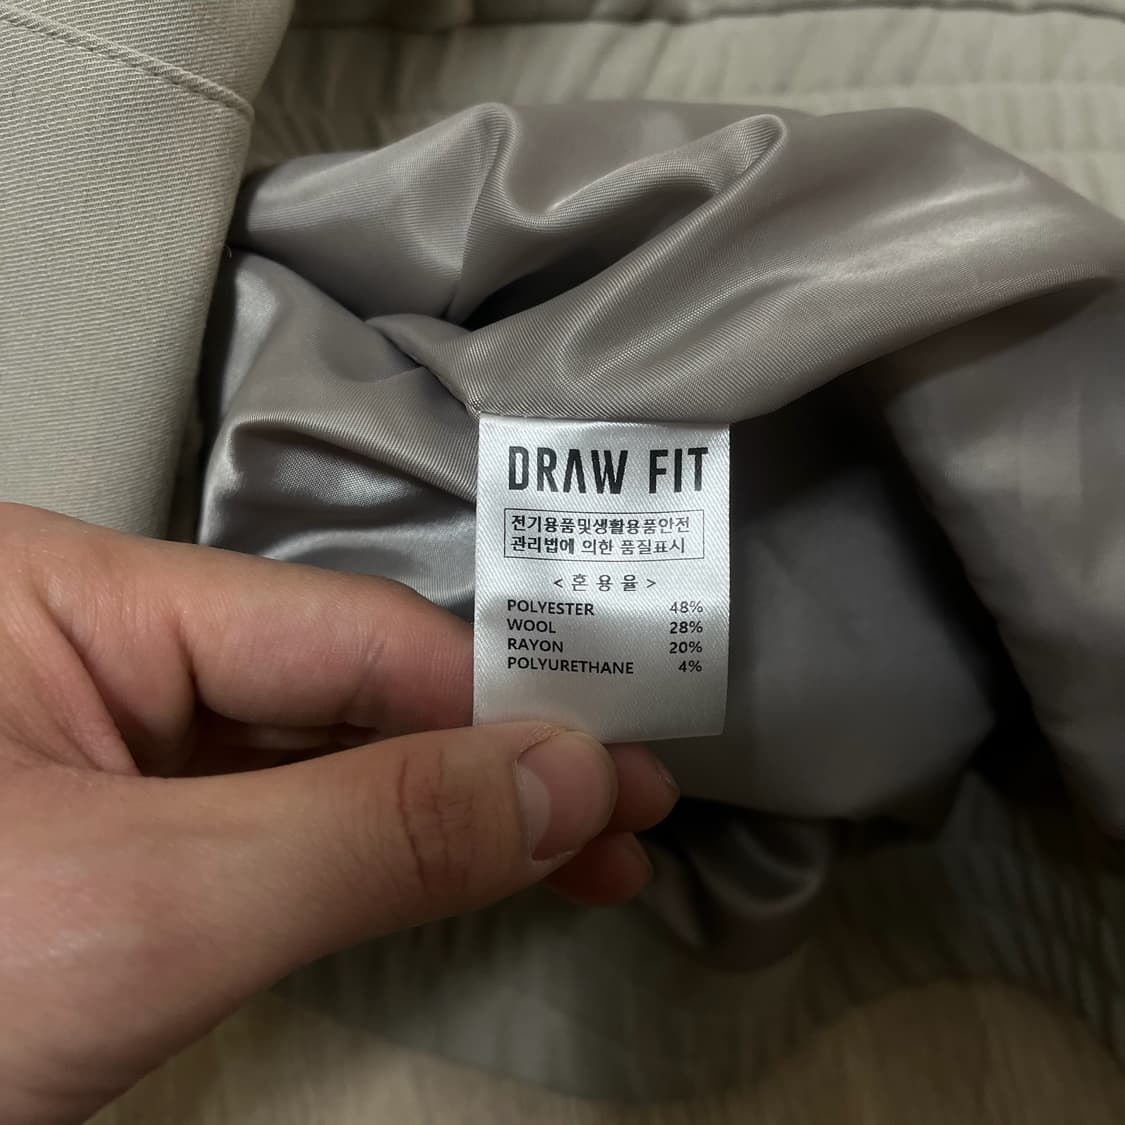 DRAW FIT
전기용품및생활용품안전
관리법에 의한 품질표시
< 혼 용 율 >
POLYESTER 48%
WOOL 28%
RAYON 20%
POLYURETHANE 4%